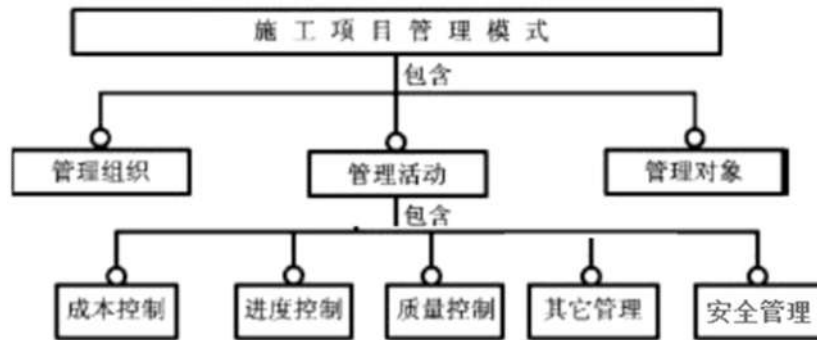 施工项目管理模式
包含
管理组织
管理活动
管理对象
包含
成本控制
进度控制
质量控制
其它管理
安全管理